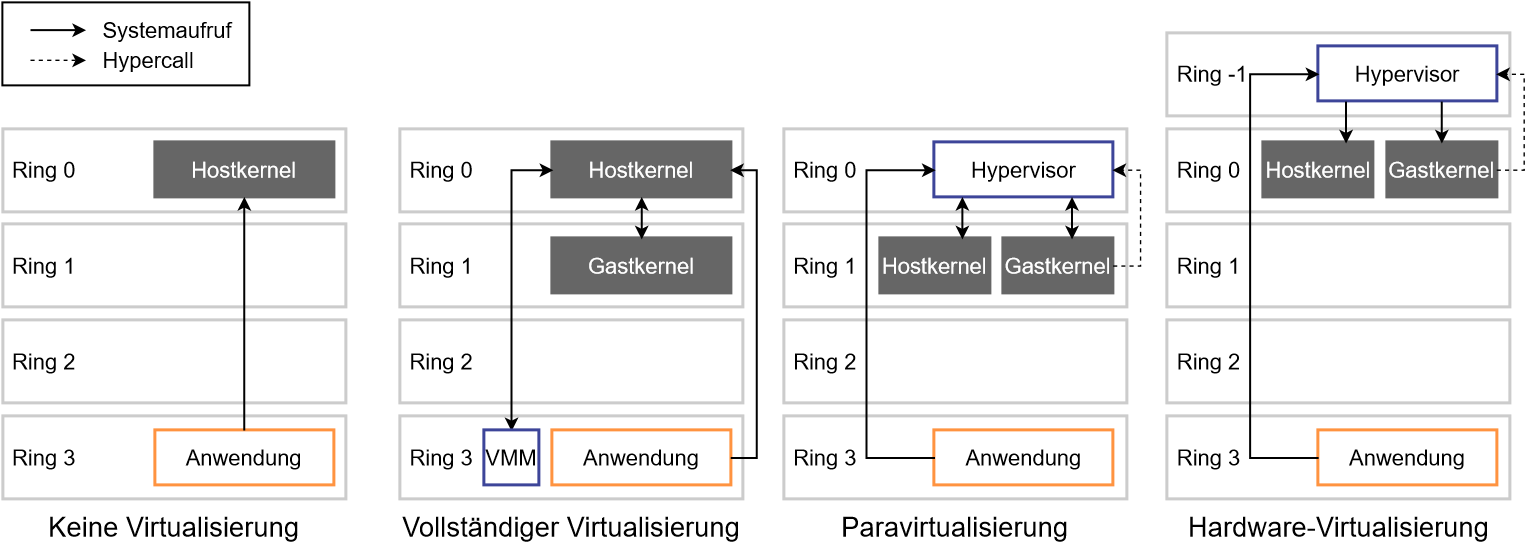 Systemaufruf
Hypercall
Ring 0
Hostkernel
Ring 1
Ring 2
Ring 3
Anwendung
Keine Virtualisierung
Ring 0
Hostkernel
Ring 1
Gastkernel
Ring 2
Ring 3
VMM
Anwendung
Vollständiger Virtualisierung
Ring 0
Hypervisor
Ring 1
Hostkernel
Gastkernel
Ring 2
Ring 3
Anwendung
Paravirtualisierung
Ring -1
Hypervisor
Ring 0
Hostkernel
Gastkernel
Ring 1
Ring 2
Ring 3
Anwendung
Hardware-Virtualisierung